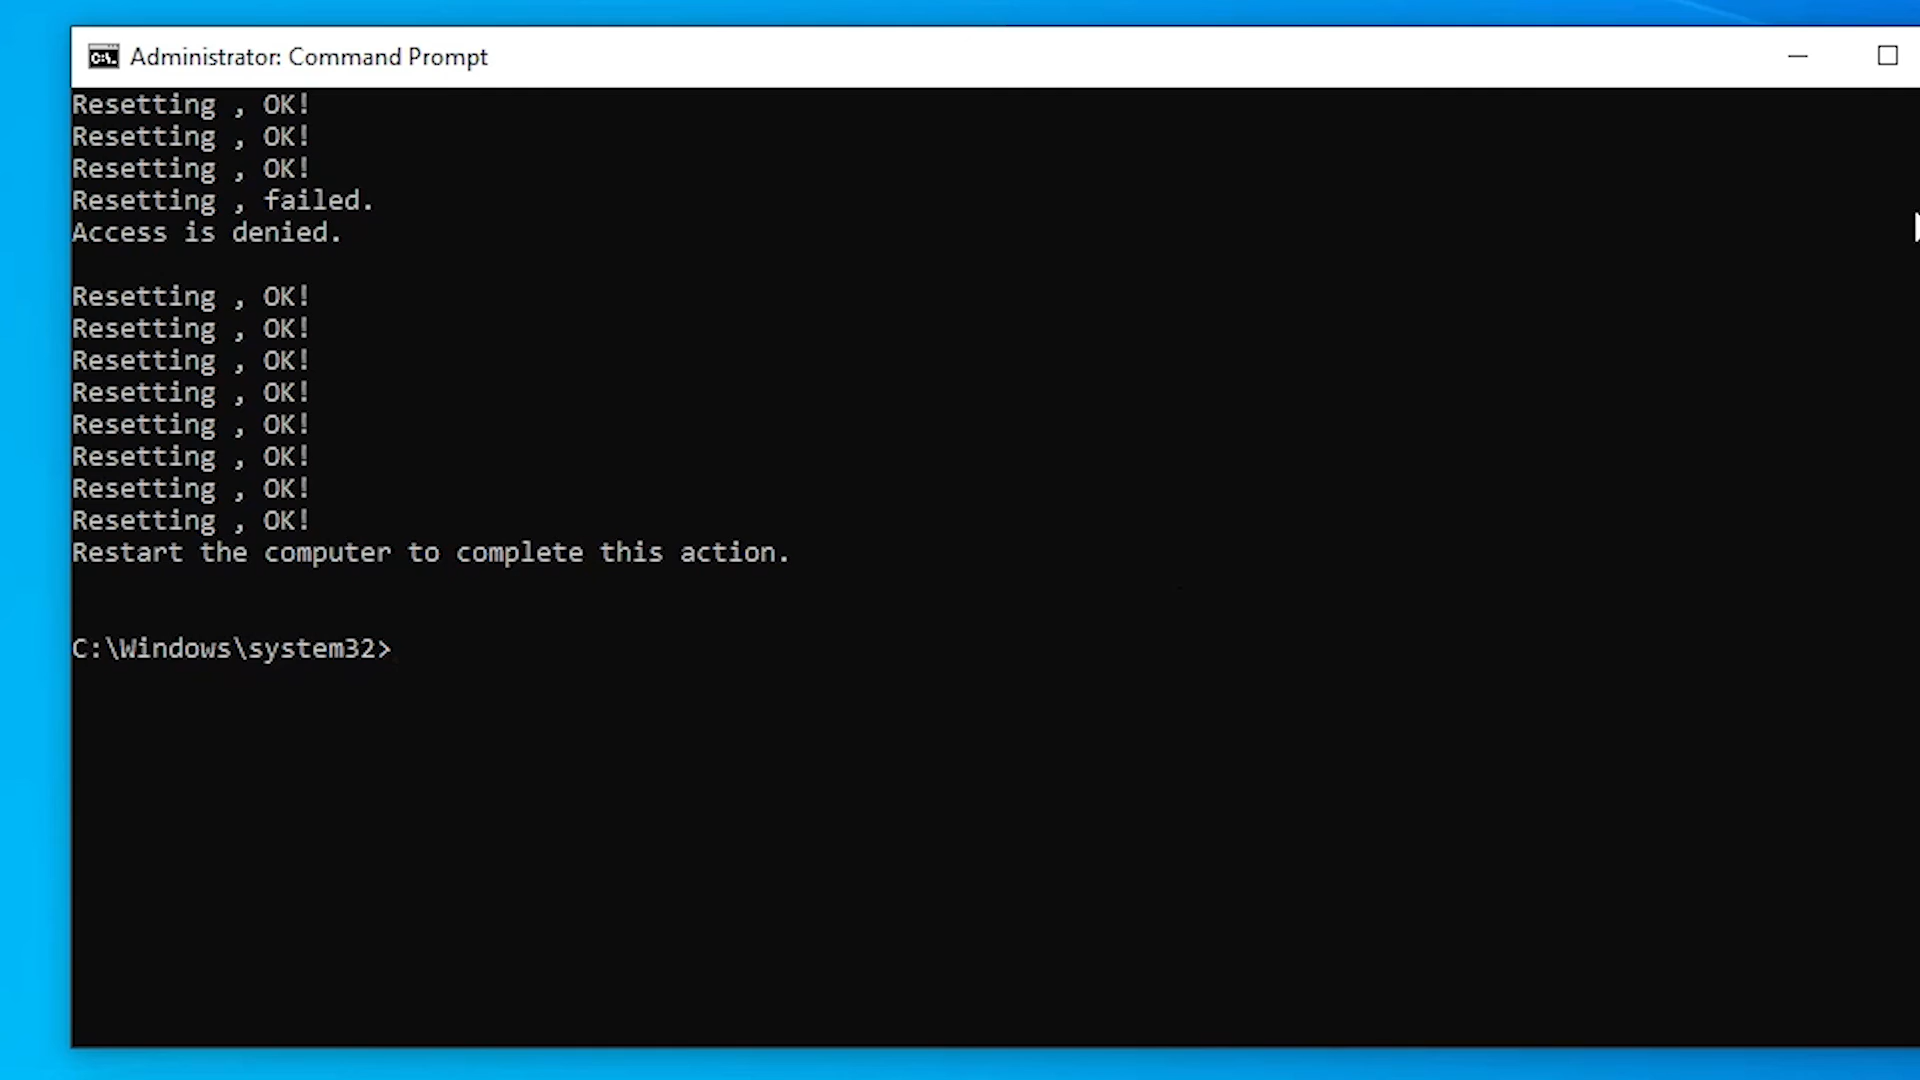 Administrator: Command Prompt
Resetting , OK!
Resetting , OK!
Resetting , OK!
Resetting , failed.
Access is denied.
Resetting , OK!
Resetting , OK!
Resetting , OK!
Resetting , OK!
Resetting , OK!
Resetting , OK!
Resetting , OK!
Resetting , OK!
Restart the computer to complete this action.
C:\Windows\system32>